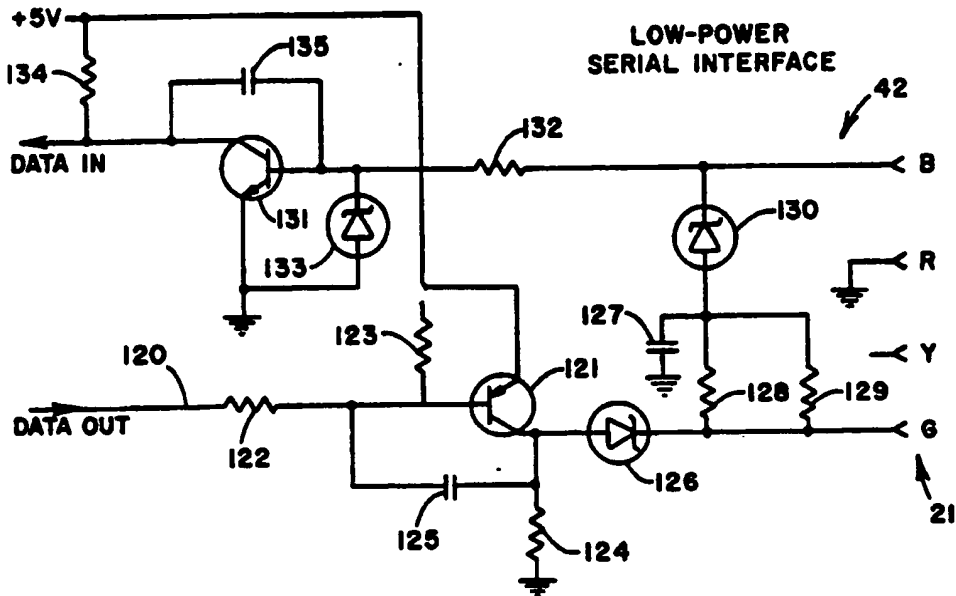 +5V
134
135
LOW-POWER
SERIAL INTERFACE
42
132
DATA IN
131
133
B
130
R
127
123
120
121
Y
128
129
DATA OUT
122
126
G
125
124
21